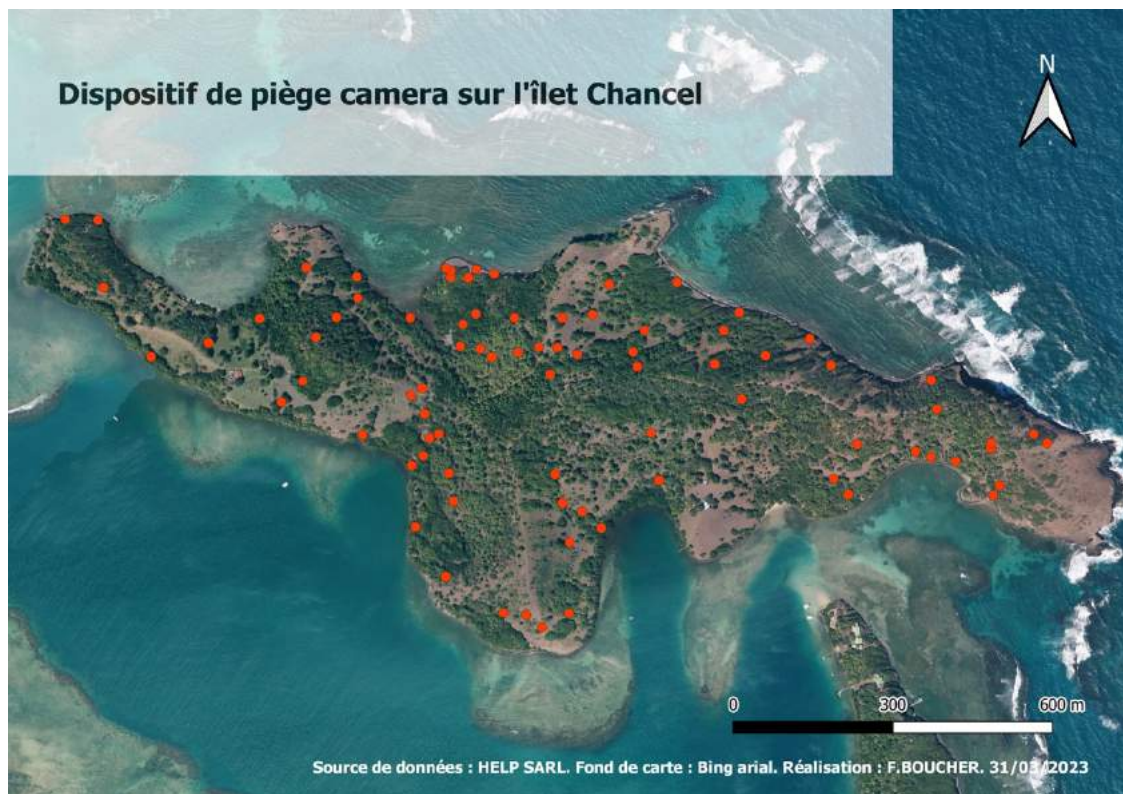 Dispositif de piège camera sur l'îlet Chancel
N
0 300 600 m
Source de données : HELP SARL. Fond de carte : Bing arial. Réalisation : F.BOUCHER. 31/03/2023